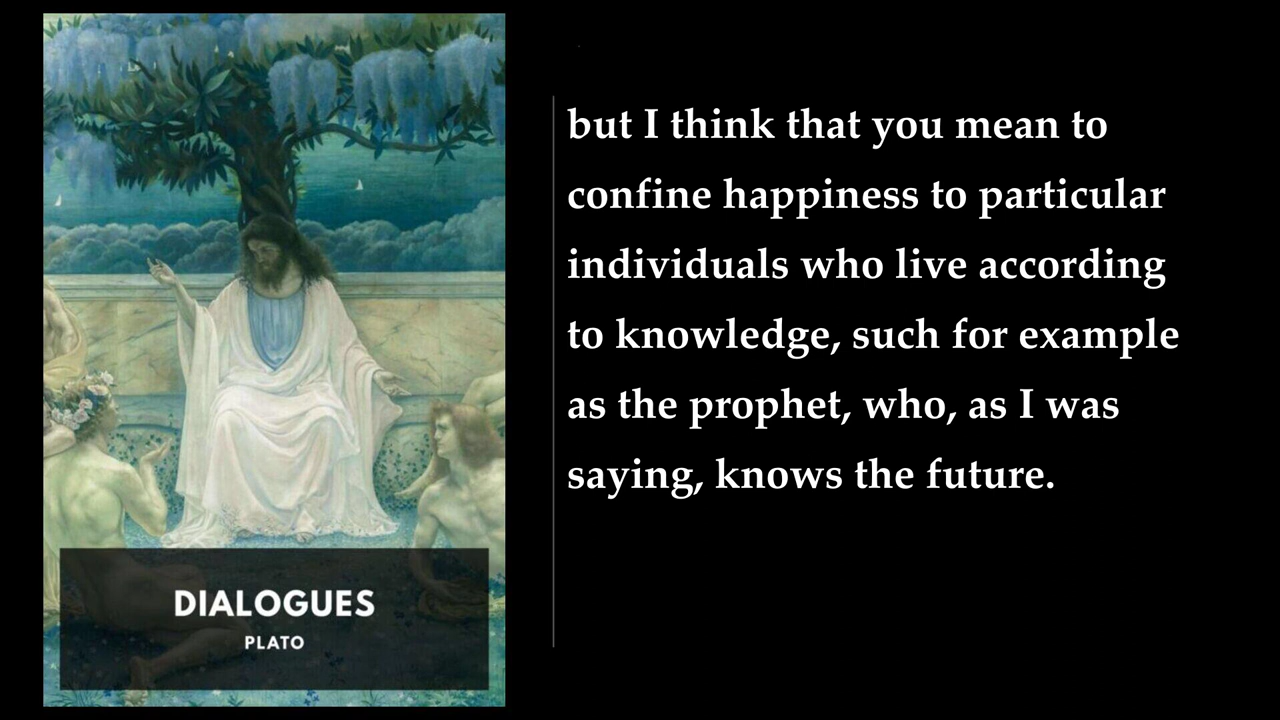 but I think that you mean to
confine happiness to particular
individuals who live according
to knowledge, such for example
as the prophet, who, as I was
saying, knows the future.
DIALOGUES
PLATO